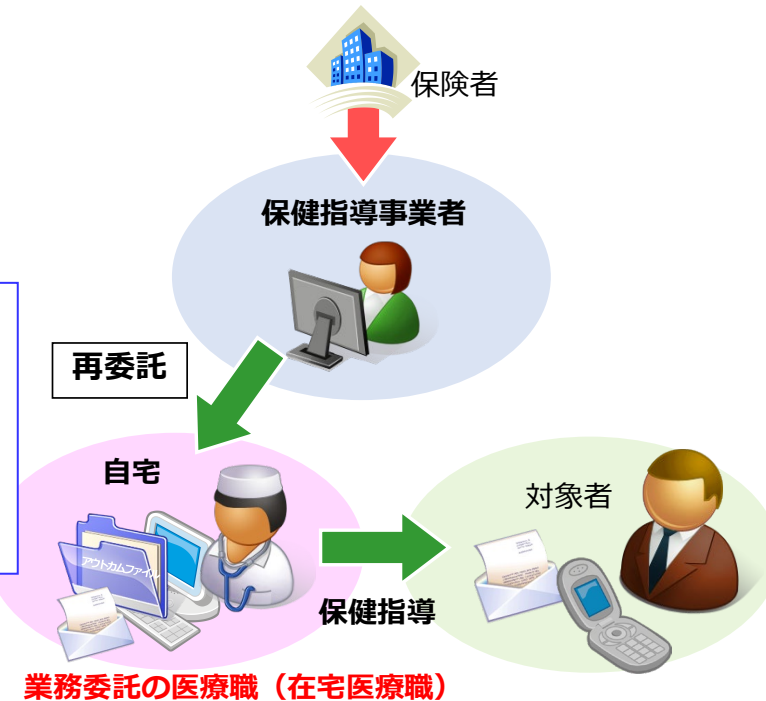 保険者
保健指導事業者
再委託
自宅
対象者
アウトカムファイル
保健指導
業務委託の医療職（在宅医療職）